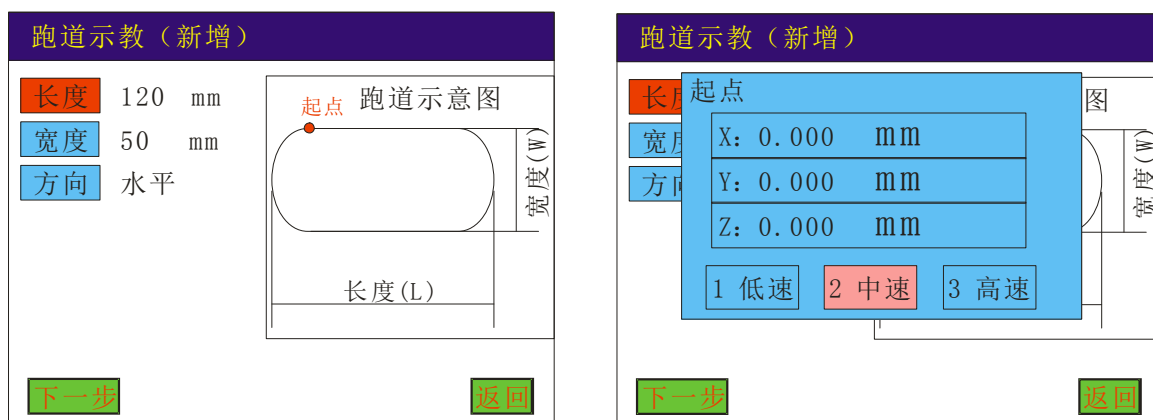 跑道示教（新增）
长度 120 mm
宽度 50 mm
方向 水平
起点 跑道示意图
宽度(W)
长度(L)
下一步 返回
跑道示教（新增）
长度
宽度
方向
图
起点
X: 0.000 mm
Y: 0.000 mm
Z: 0.000 mm
1 低速 2 中速 3 高速
宽度(W)
下一步 返回